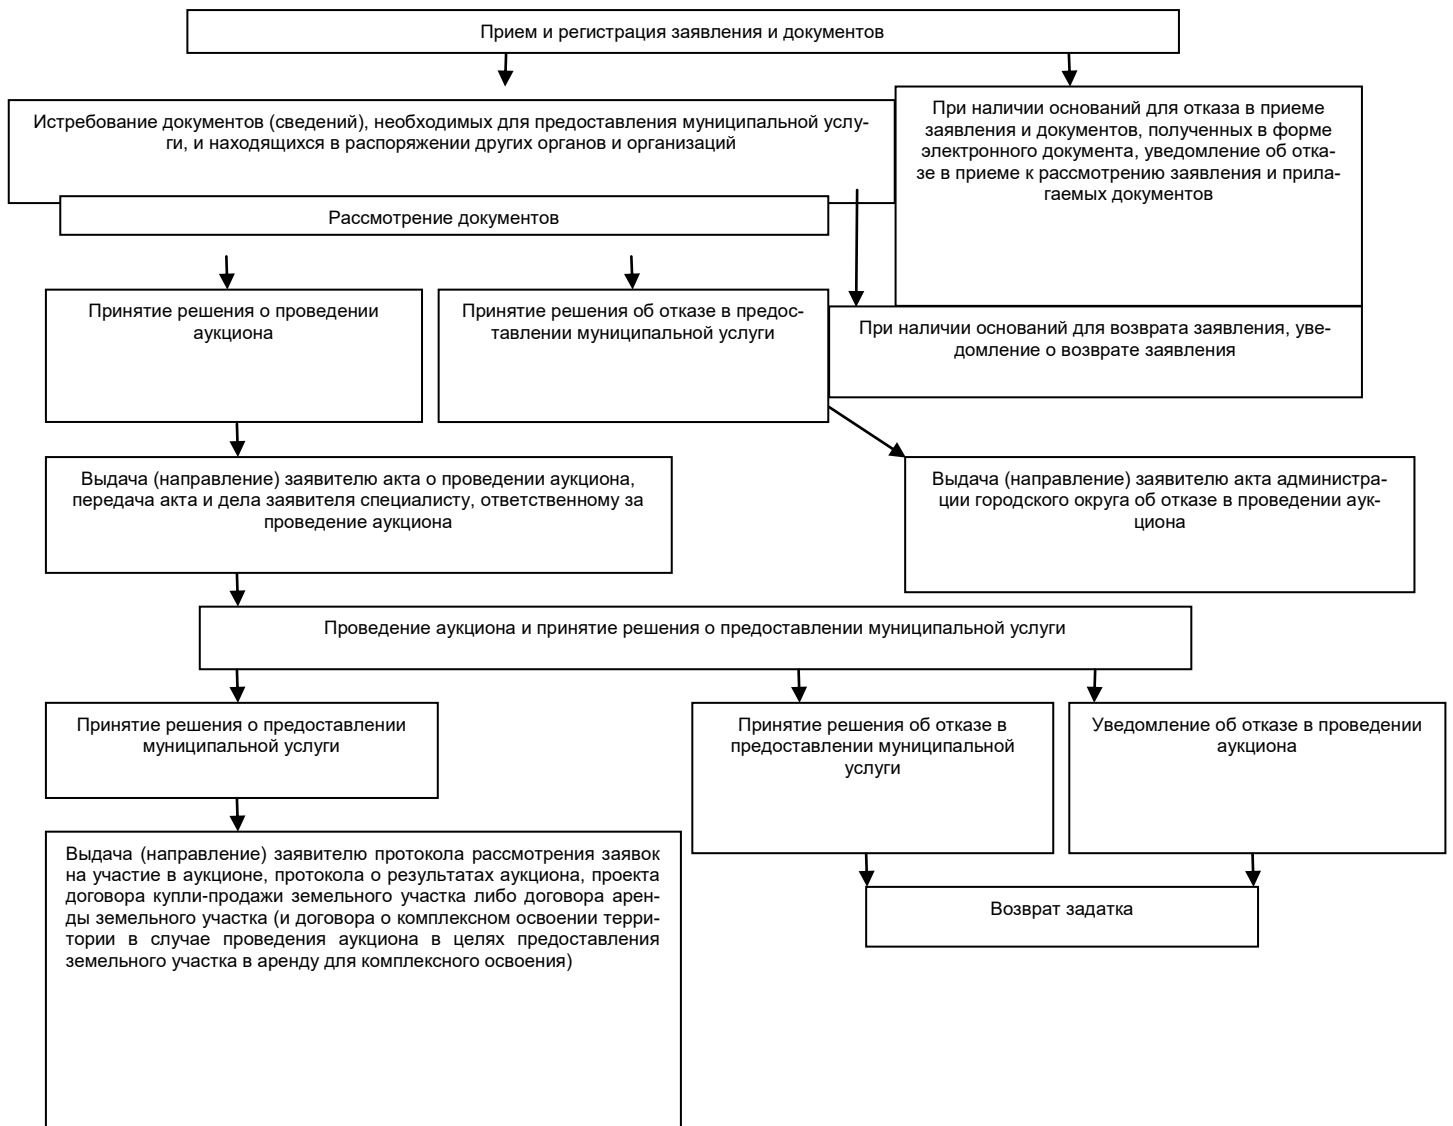 Прием и регистрация заявления и документов
Истребование документов (сведений), необходимых для предоставления муниципальной услу-
ги, и находящихся в распоряжении других органов и организаций
При наличии оснований для отказа в приеме
заявления и документов, полученных в форме
электронного документа, уведомление об отка-
зе в приеме к рассмотрению заявления и прила-
гаемых документов
Рассмотрение документов
Принятие решения о проведении
аукциона
Принятие решения об отказе в предос-
тавлении муниципальной услуги
При наличии оснований для возврата заявления, уве-
домление о возврате заявления
Выдача (направление) заявителю акта о проведении аукциона,
передача акта и дела заявителя специалисту, ответственному за
проведение аукциона
Выдача (направление) заявителю акта администра-
ции городского округа об отказе в проведении аук-
циона
Проведение аукциона и принятие решения о предоставлении муниципальной услуги
Принятие решения о предоставлении
муниципальной услуги
Принятие решения об отказе в
предоставлении муниципальной
услуги
Уведомление об отказе в проведении
аукциона
Выдача (направление) заявителю протокола рассмотрения заявок
на участие в аукционе, протокола о результатах аукциона, проекта
договора купли-продажи земельного участка либо договора арен-
ды земельного участка (и договора о комплексном освоении терри-
тории в случае проведения аукциона в целях предоставления
земельного участка в аренду для комплексного освоения)
Возврат задатка